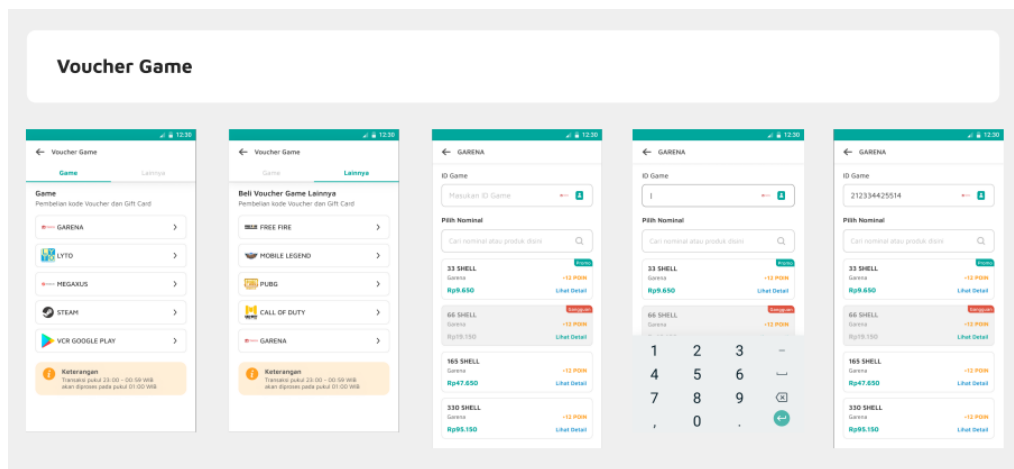 Voucher Game
12:30
Voucher Game
Game Lainnya
Game
Pembelian kode Voucher dan Gift Card
GARENA
LYTO
MEGAXUS
STEAM
VCR GOOGLE PLAY
Keterangan
Transaksi pukul 23:00 - 00:59 WIB
akan diproses pada pukul 01:00 WIB
12:30
Voucher Game
Game Lainnya
Beli Voucher Game Lainnya
Pembelian kode Voucher dan Gift Card
FREE FIRE
MOBILE LEGEND
PUBG
CALL OF DUTY
GARENA
Keterangan
Transaksi pukul 23:00 - 00:59 WIB
akan diproses pada pukul 01:00 WIB
12:30
GARENA
ID Game
Masukan ID Game
Pilih Nominal
Cari nominal atau produk disini
Promo
33 SHELL
Garena +12 POIN
Rp9.650 Lihat Detail
Gangguan
66 SHELL
Garena +12 POIN
Rp19.150 Lihat Detail
165 SHELL
Garena +12 POIN
Rp47.650 Lihat Detail
330 SHELL
Garena +12 POIN
Rp95.150 Lihat Detail
12:30
GARENA
ID Game
Pilih Nominal
Cari nominal atau produk disini
Promo
33 SHELL
Garena +12 POIN
Rp9.650 Lihat Detail
Gangguan
66 SHELL
Garena +12 POIN
1 2 3 -
4 5 6
7 8 9
, 0 .
12:30
GARENA
ID Game
212334425514
Pilih Nominal
Cari nominal atau produk disini
Promo
33 SHELL
Garena +12 POIN
Rp9.650 Lihat Detail
Gangguan
66 SHELL
Garena +12 POIN
Rp19.150 Lihat Detail
165 SHELL
Garena +12 POIN
Rp47.650 Lihat Detail
330 SHELL
Garena +12 POIN
Rp95.150 Lihat Detail